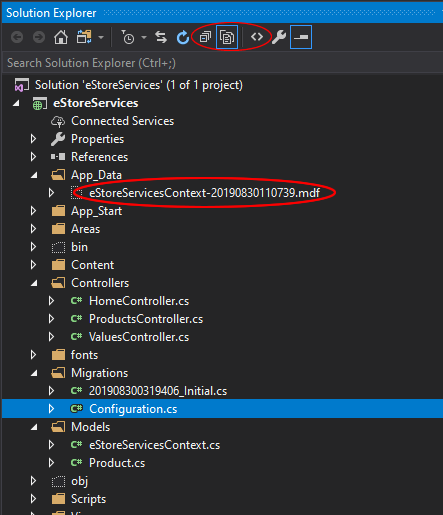 Solution Explorer
Search Solution Explorer (Ctrl+;)
Solution 'eStoreServices' (1 of 1 project)
eStoreServices
Connected Services
Properties
References
App_Data
eStoreServicesContext-20190830110739.mdf
App_Start
Areas
bin
Content
Controllers
C# HomeController.cs
C# ProductsController.cs
C# ValuesController.cs
fonts
Migrations
C# 201908300319406_Initial.cs
C# Configuration.cs
Models
C# eStoreServicesContext.cs
C# Product.cs
obj
Scripts